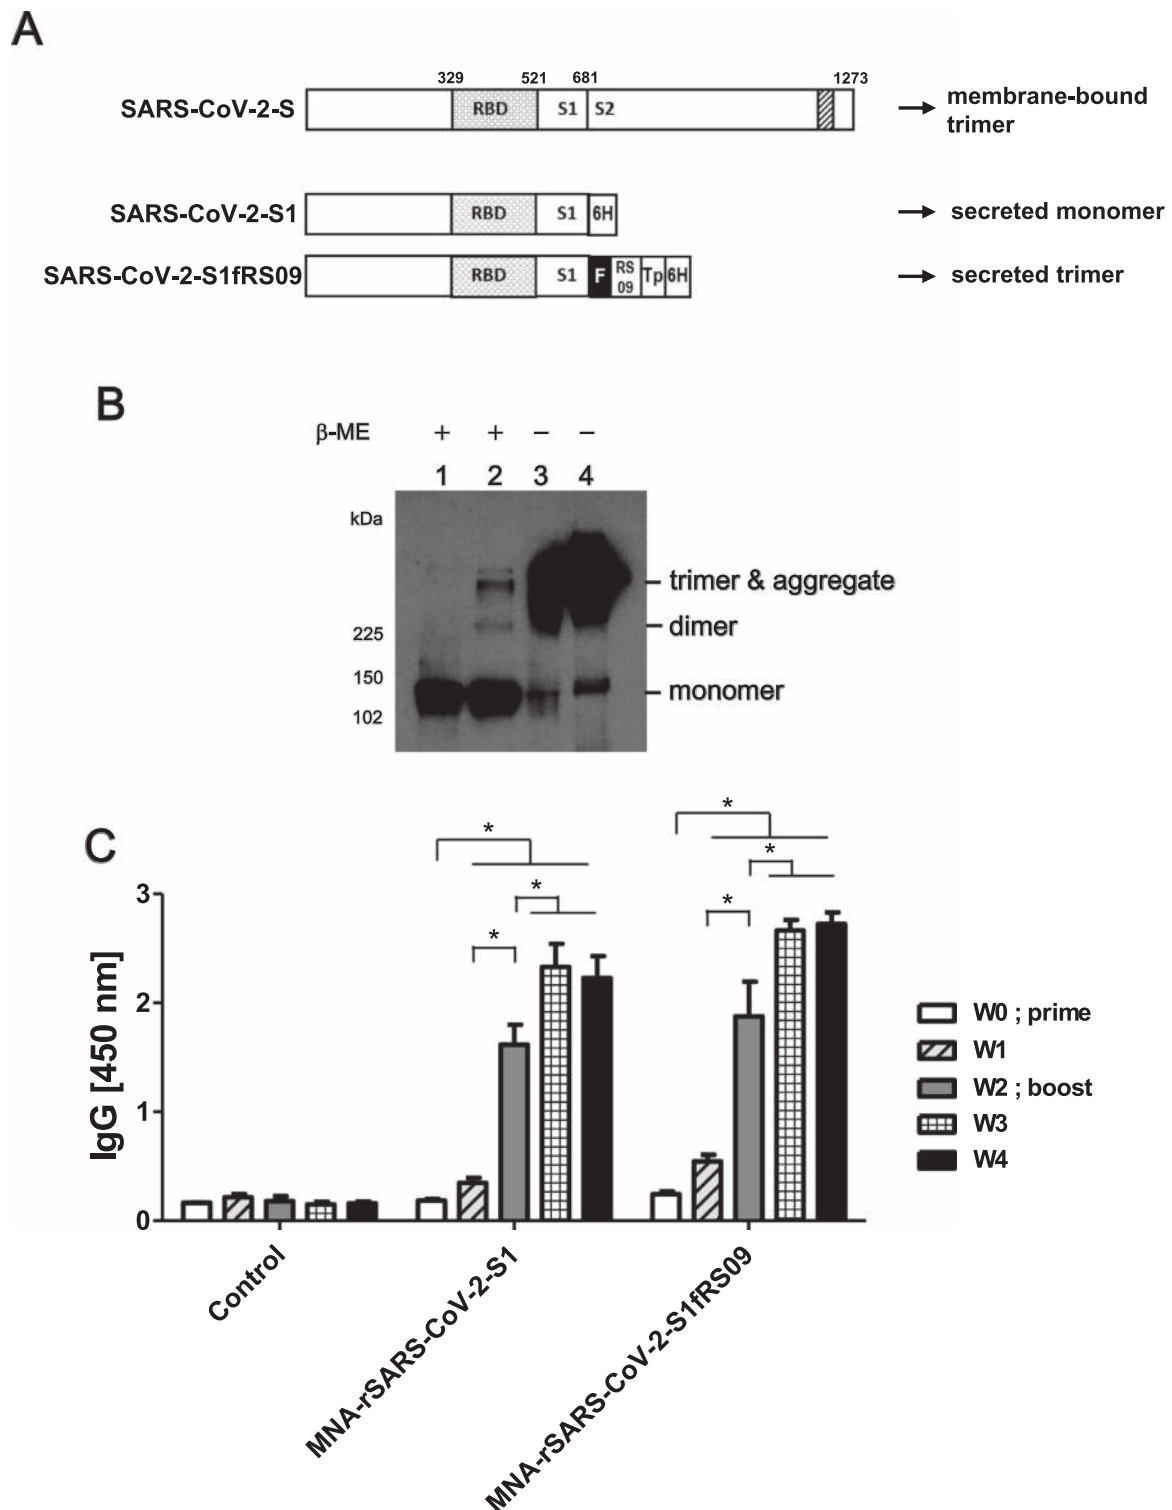 A
329 521 681 1273
SARS-CoV-2-S RBD S1 S2 membrane-bound
trimer
SARS-CoV-2-S1 RBD S1 6H secreted monomer
SARS-CoV-2-S1fRS09 RBD S1 F RS
09 Tp 6H secreted trimer
B
β-ME + + − −
1 2 3 4
kDa
trimer & aggregate
dimer
225
150
monomer
102
C
* * * * * *
3
2
1
0
IgG [450 nm]
W0 ; prime
W1
W2 ; boost
W3
W4
Control
MNA-rSARS-CoV-2-S1
MNA-rSARS-CoV-2-S1fRS09